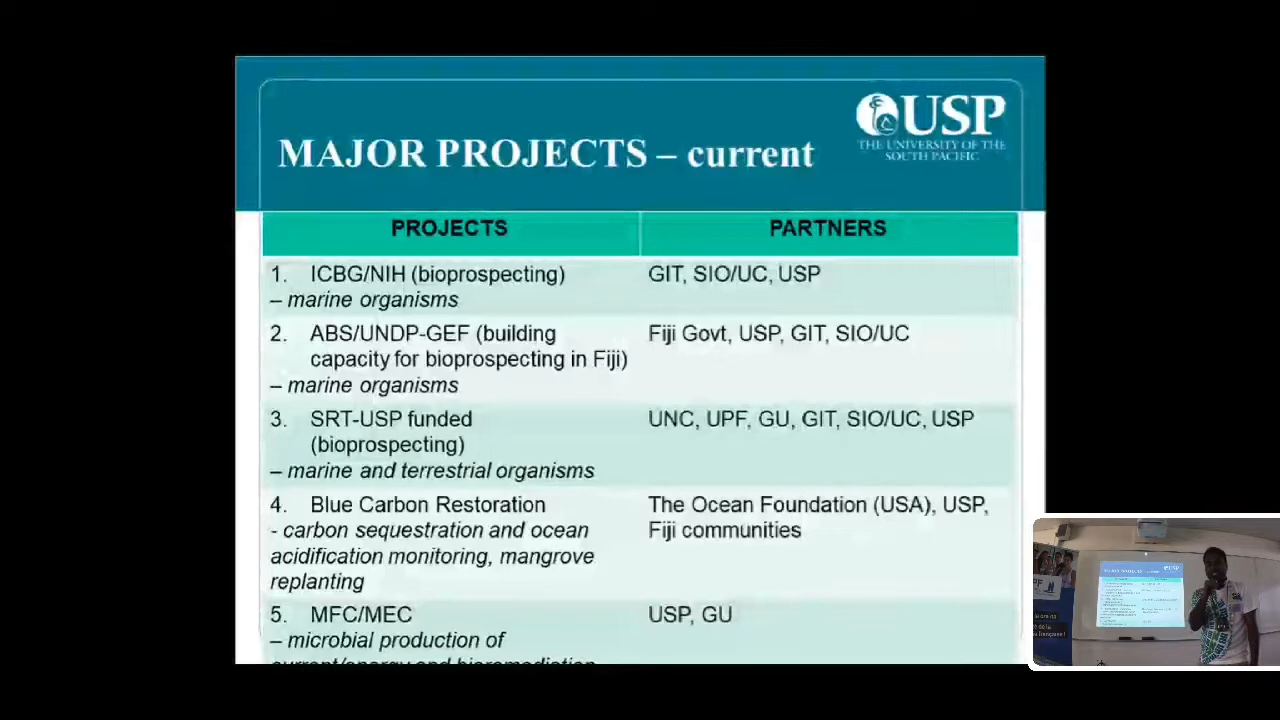 USP
THE UNIVERSITY OF THE
SOUTH PACIFIC
MAJOR PROJECTS – current
PROJECTS PARTNERS
1. ICBG/NIH (bioprospecting) GIT, SIO/UC, USP
– marine organisms
2. ABS/UNDP-GEF (building Fiji Govt, USP, GIT, SIO/UC
capacity for bioprospecting in Fiji)
– marine organisms
3. SRT-USP funded UNC, UPF, GU, GIT, SIO/UC, USP
(bioprospecting)
– marine and terrestrial organisms
4. Blue Carbon Restoration The Ocean Foundation (USA), USP,
- carbon sequestration and ocean Fiji communities
acidification monitoring, mangrove
replanting
5. MFC/MEC USP, GU
– microbial production of
current/energy and bioremediation
MAJOR PROJECTS
USP